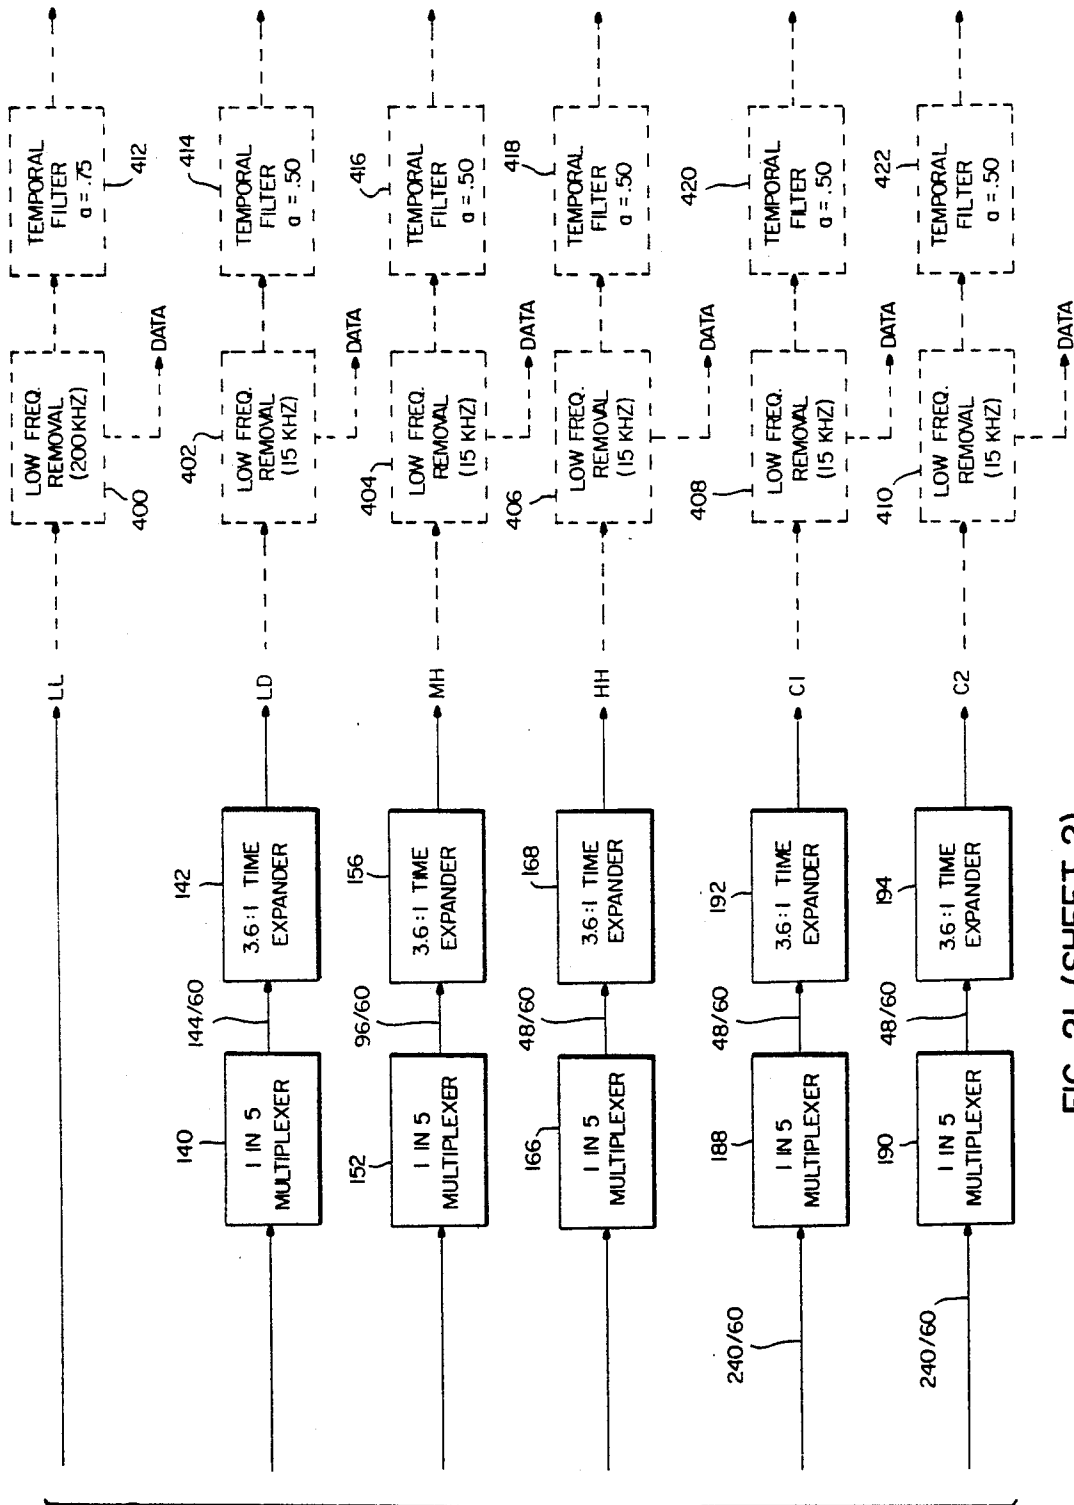 LL
LOW FREQ.
REMOVAL
(200 KHZ)
400
DATA
TEMPORAL
FILTER
a = .75
412
140
1 IN 5
MULTIPLEXER
144/60
142
3.6:1 TIME
EXPANDER
LD
402
LOW FREQ.
REMOVAL
(15 KHZ)
DATA
414
TEMPORAL
FILTER
a = .50
152
1 IN 5
MULTIPLEXER
96/60
156
3.6:1 TIME
EXPANDER
MH
404
LOW FREQ.
REMOVAL
(15 KHZ)
DATA
416
TEMPORAL
FILTER
a = .50
166
1 IN 5
MULTIPLEXER
48/60
168
3.6:1 TIME
EXPANDER
HH
406
LOW FREQ.
REMOVAL
(15 KHZ)
DATA
418
TEMPORAL
FILTER
a = .50
240/60
188
1 IN 5
MULTIPLEXER
48/60
192
3.6:1 TIME
EXPANDER
C1
408
LOW FREQ.
REMOVAL
(15 KHZ)
DATA
420
TEMPORAL
FILTER
a = .50
240/60
190
1 IN 5
MULTIPLEXER
48/60
194
3.6:1 TIME
EXPANDER
C2
410
LOW FREQ.
REMOVAL
(15 KHZ)
DATA
422
TEMPORAL
FILTER
a = .50